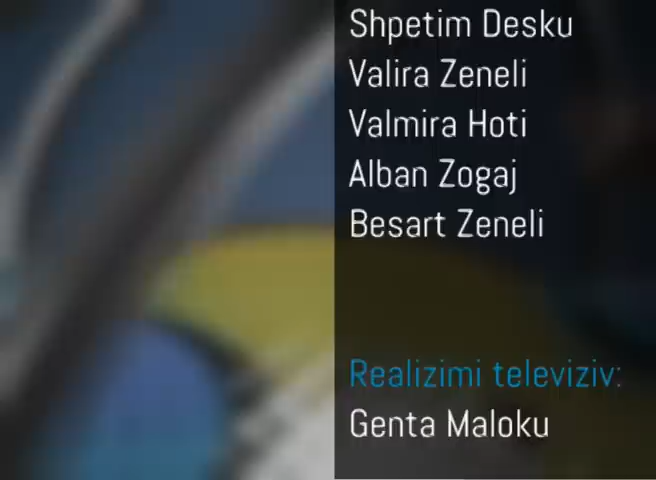 Shpetim Desku
Valira Zeneli
Valmira Hoti
Alban Zogaj
Besart Zeneli
Realizimi televiziv:
Genta Maloku